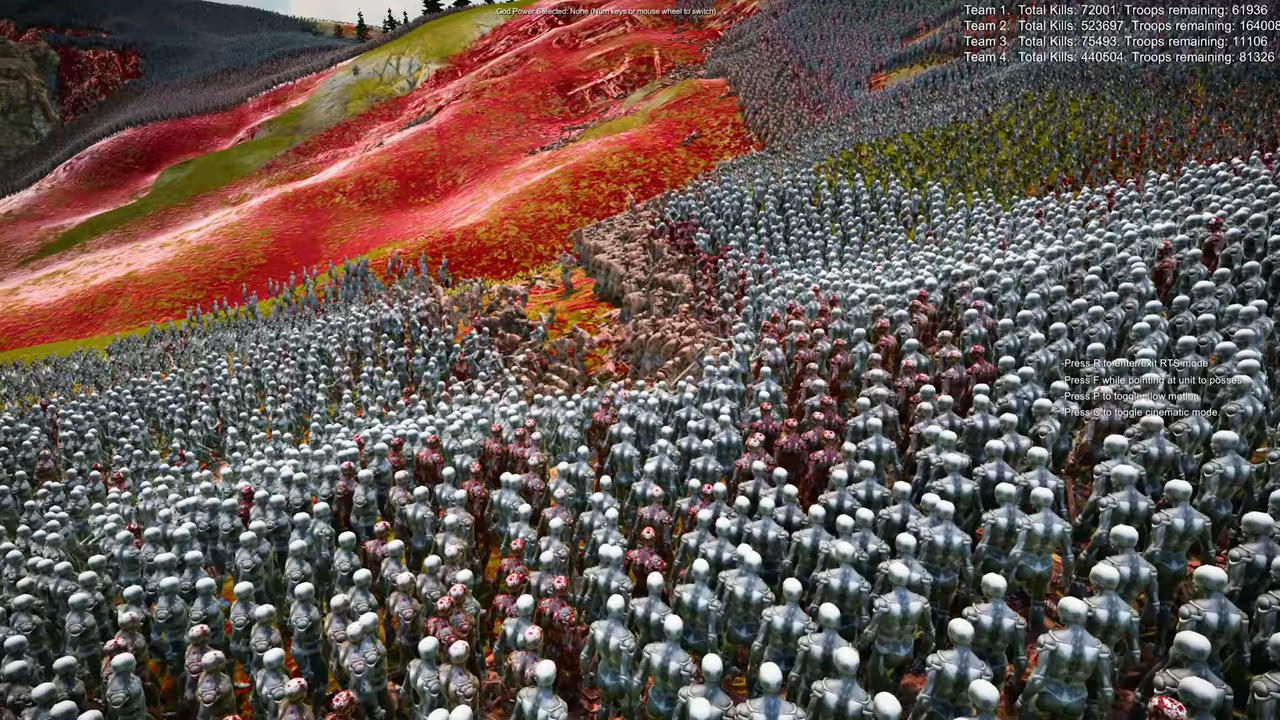 God Power Selected: None (Num keys or mouse wheel to switch)
Team 1. Total Kills: 72001. Troops remaining: 61936
Team 2. Total Kills: 523697. Troops remaining: 164008
Team 3. Total Kills: 75493. Troops remaining: 11106
Team 4. Total Kills: 440504. Troops remaining: 81326
-Press R to enter/exit RTS mode
-Press F while pointing at unit to posses.
-Press P to toggle slow motion.
-Press C to toggle cinematic mode.